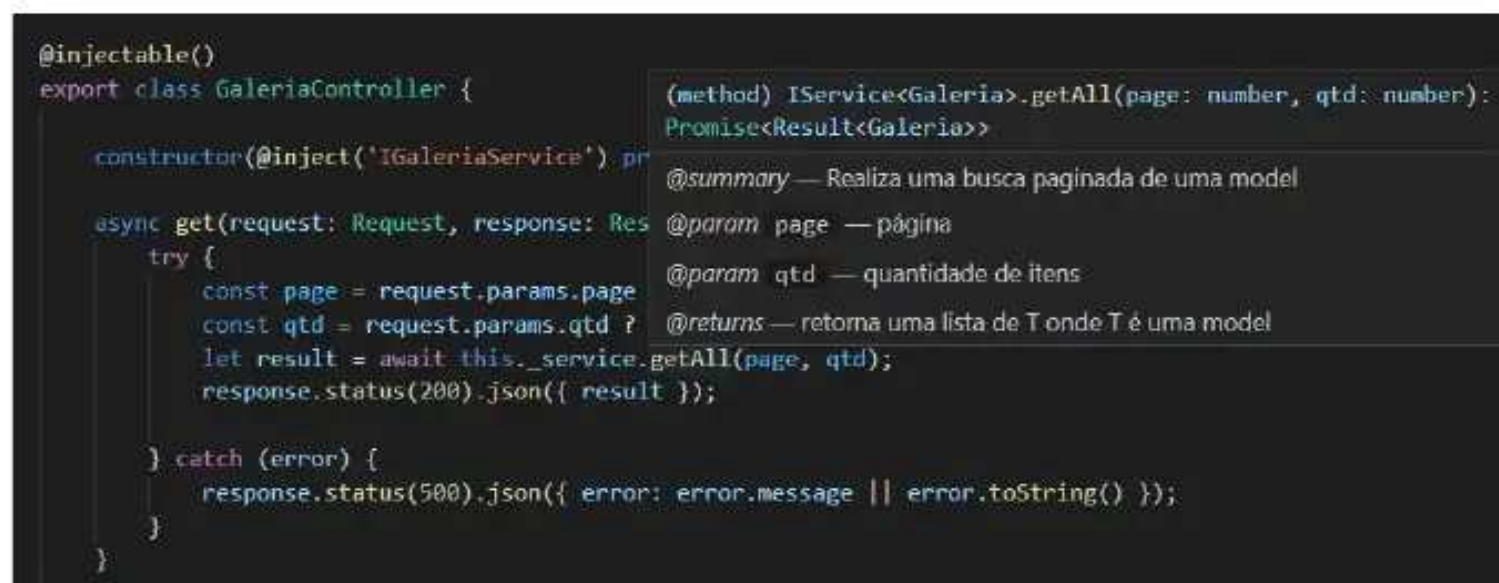 @injectable()
export class GaleriaController {
constructor(@inject('IGaleriaService') pr
async get(request: Request, response: Res
try {
const page = request.params.page
const qtd = request.params.qtd ?
let result = await this._service.getAll(page, qtd);
response.status(200).json({ result });
} catch (error) {
response.status(500).json({ error: error.message || error.toString() });
}
}
(method) IService<Galeria>.getAll(page: number, qtd: number):
Promise<Result<Galeria>>
@summary — Realiza uma busca paginada de uma model
@param page — página
@param qtd — quantidade de itens
@returns — retorna uma lista de T onde T é uma model